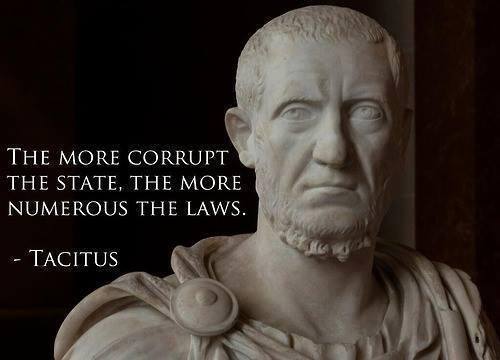 THE MORE CORRUPT
THE STATE, THE MORE
NUMEROUS THE LAWS.
- TACITUS